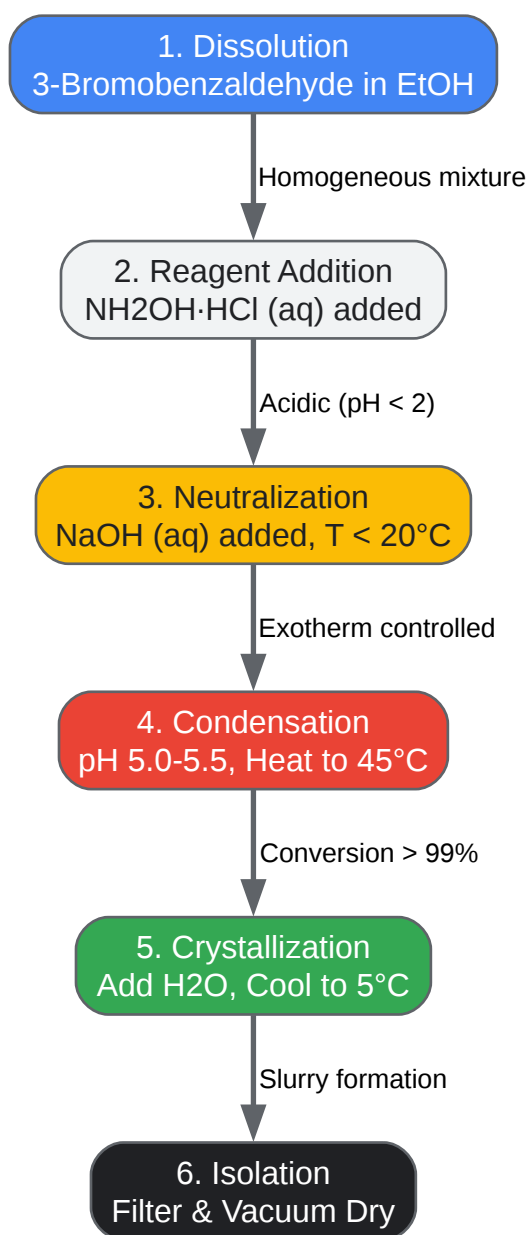 1. Dissolution
3-Bromobenzaldehyde in EtOH
Homogeneous mixture
2. Reagent Addition
NH2OH·HCl (aq) added
Acidic (pH < 2)
3. Neutralization
NaOH (aq) added, T < 20°C
Exotherm controlled
4. Condensation
pH 5.0-5.5, Heat to 45°C
Conversion > 99%
5. Crystallization
Add H2O, Cool to 5°C
Slurry formation
6. Isolation
Filter & Vacuum Dry